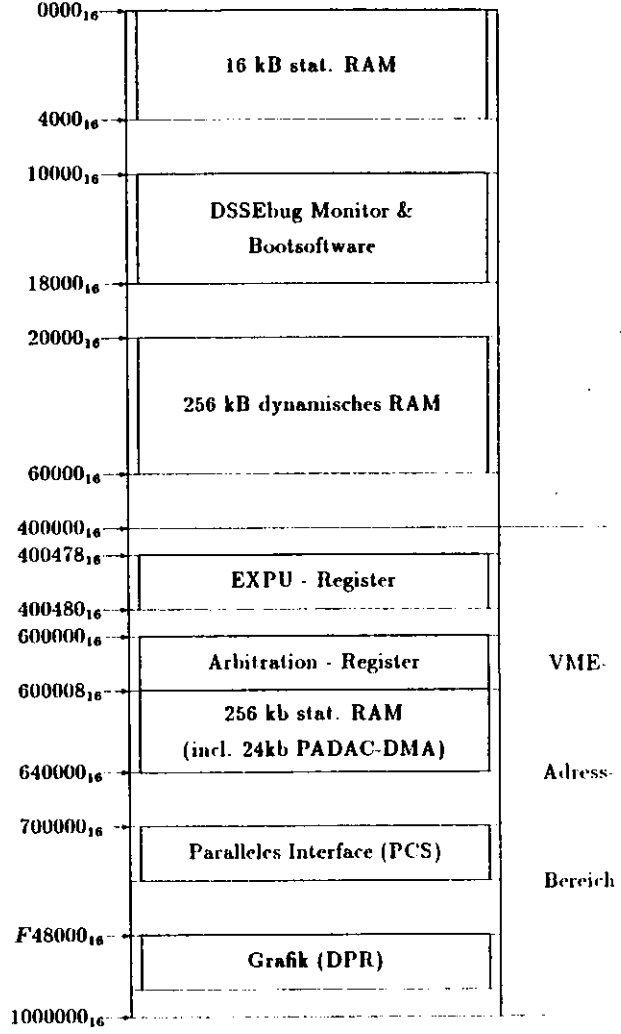 0000₁₆
16 kB stat. RAM
4000₁₆
10000₁₆
DSSEbug Monitor &
Bootsoftware
18000₁₆
20000₁₆
256 kB dynamisches RAM
60000₁₆
400000₁₆
400478₁₆
EXPU - Register
400480₁₆
600000₁₆
Arbitration - Register
VME-
600008₁₆
256 kb stat. RAM
(incl. 24kb PADAC-DMA)
640000₁₆
Adress-
700000₁₆
Paralleles Interface (PCS)
Bereich
F48000₁₆
Grafik (DPR)
1000000₁₆